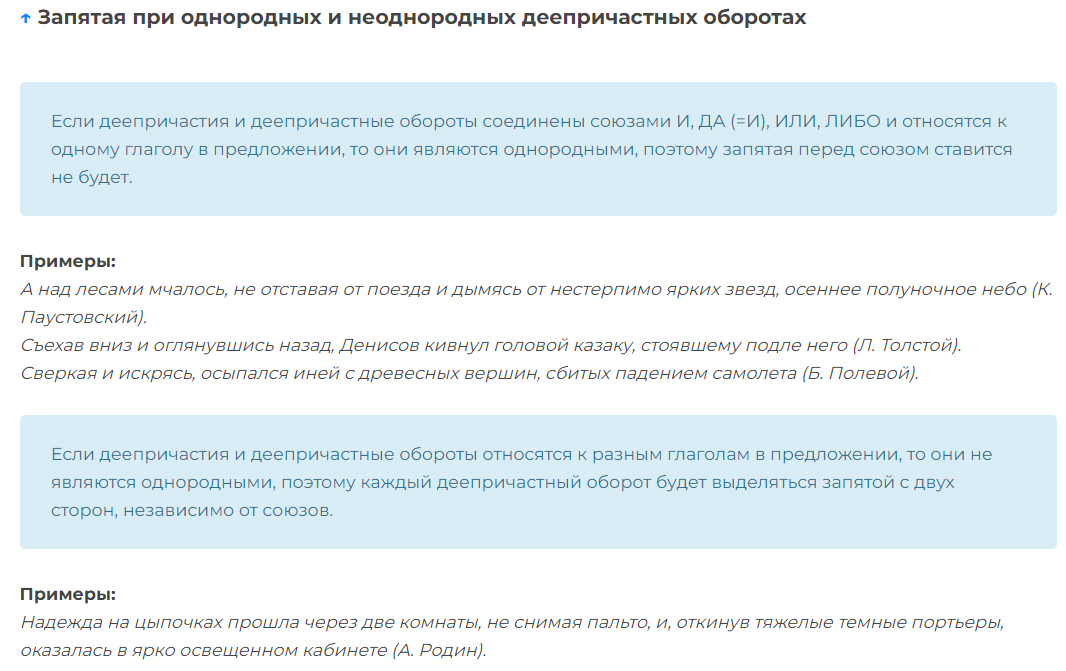 ↑ Запятая при однородных и неоднородных деепричастных оборотах
Если деепричастия и деепричастные обороты соединены союзами И, ДА (=И), ИЛИ, ЛИБО и относятся к
одному глаголу в предложении, то они являются однородными, поэтому запятая перед союзом ставится
не будет.
Примеры:
А над лесами мчалось, не отставая от поезда и дымясь от нестерпимо ярких звезд, осеннее полуночное небо (К.
Паустовский).
Съехав вниз и оглянувшись назад, Денисов кивнул головой казаку, стоявшему подле него (Л. Толстой).
Сверкая и искрясь, осыпался иней с древесных вершин, сбитых падением самолета (Б. Полевой).
Если деепричастия и деепричастные обороты относятся к разным глаголам в предложении, то они не
являются однородными, поэтому каждый деепричастный оборот будет выделяться запятой с двух
сторон, независимо от союзов.
Примеры:
Надежда на цыпочках прошла через две комнаты, не снимая пальто, и, откинув тяжелые темные портьеры,
оказалась в ярко освещенном кабинете (А. Родин).